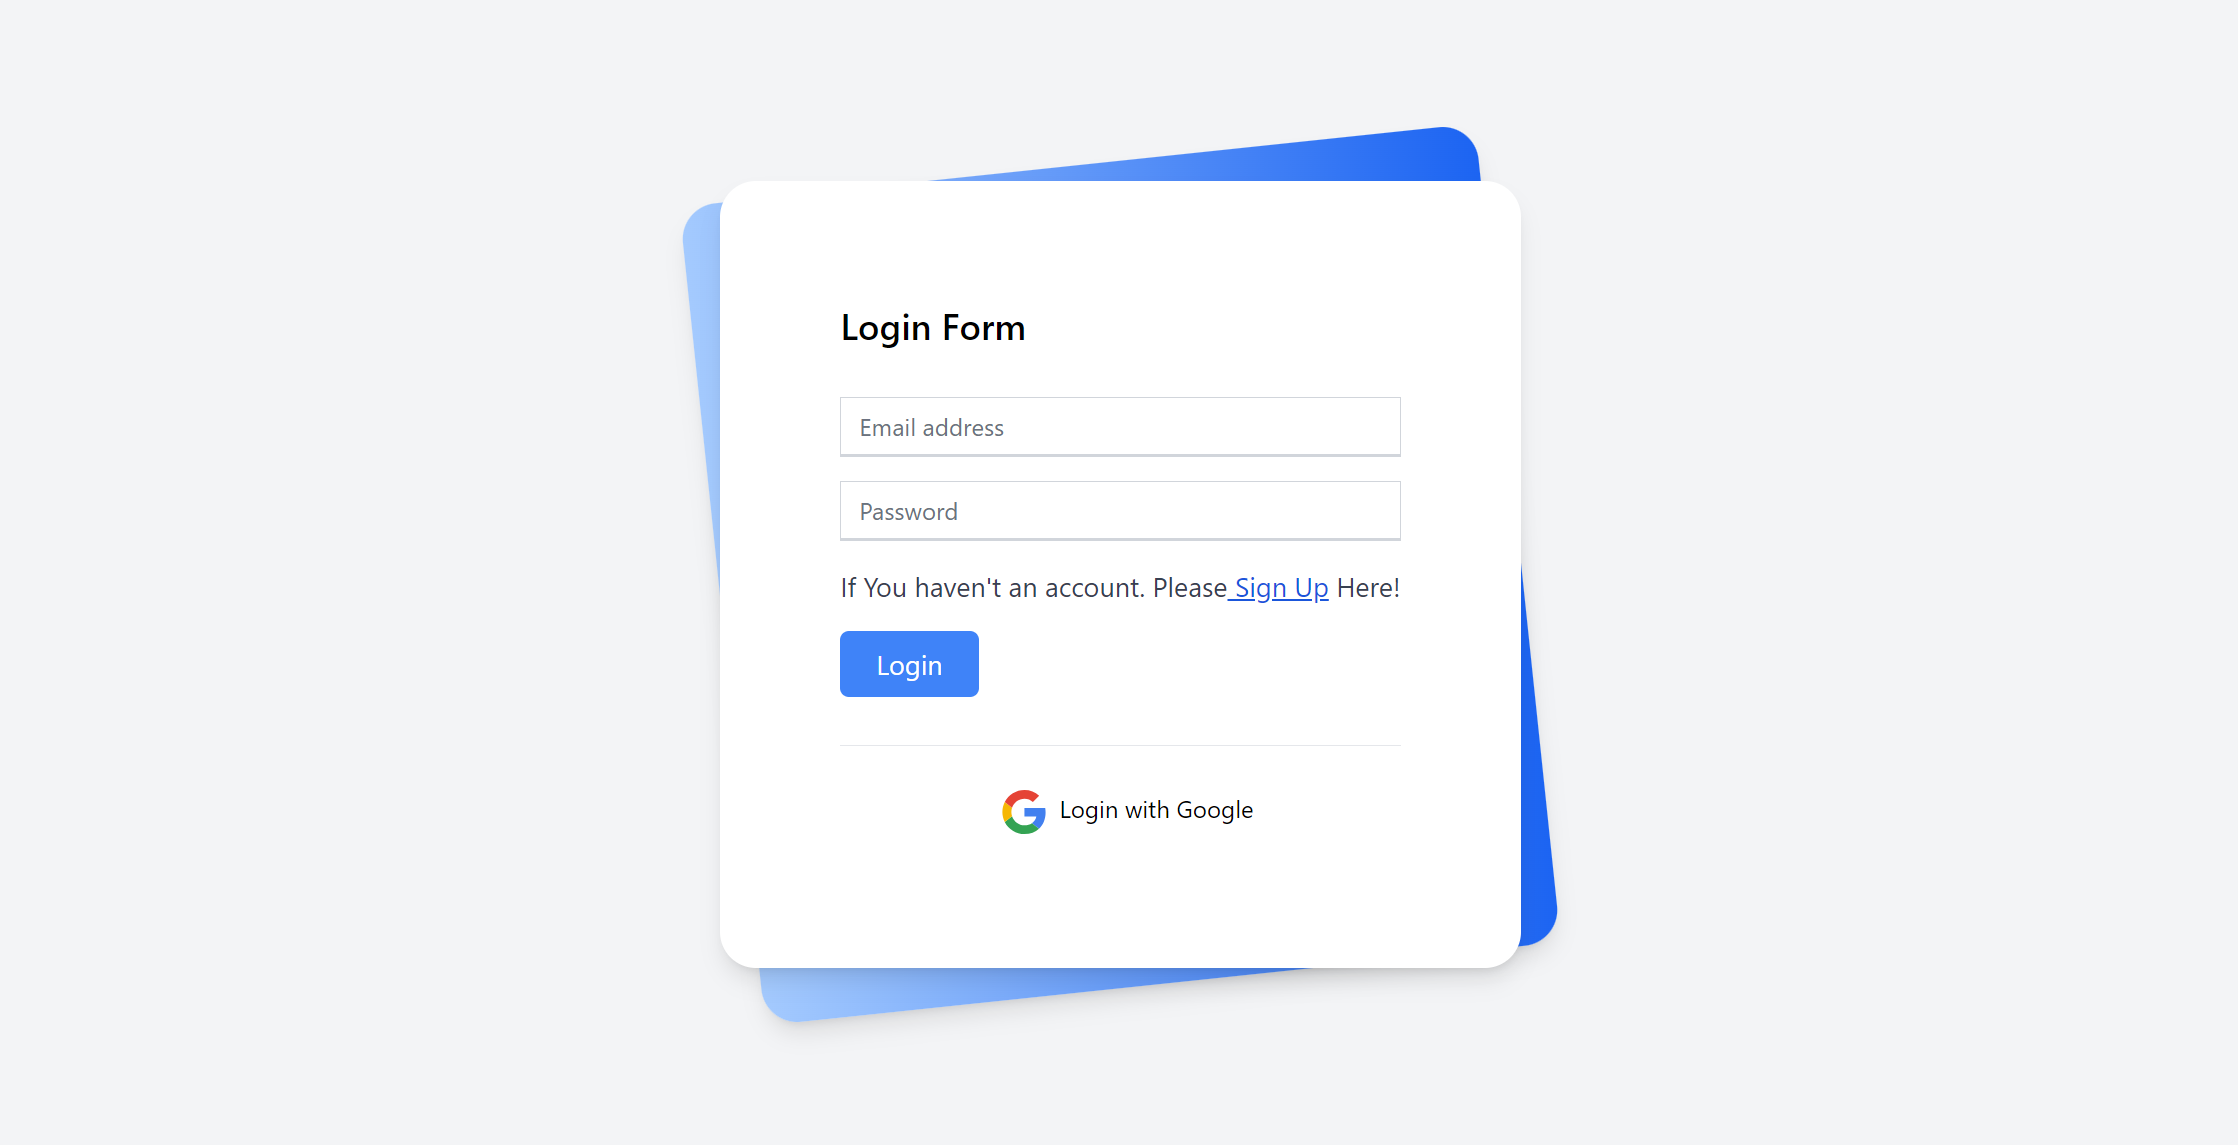 Login Form
Email address
Password
If You haven't an account. Please Sign Up Here!
Login
Login with Google